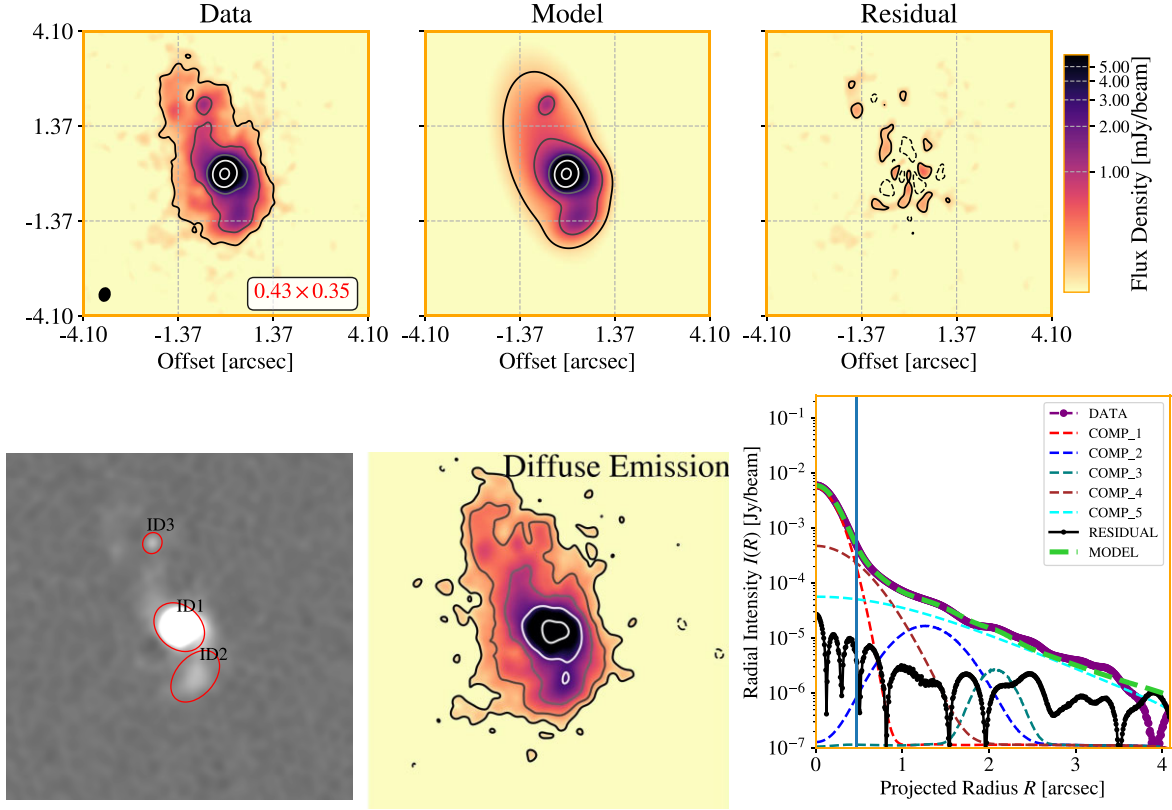 Data
Model
Residual
4.10
1.37
-1.37
-4.10
0.43 × 0.35
-4.10 -1.37 1.37 4.10
Offset [arcsec]
-4.10 -1.37 1.37 4.10
Offset [arcsec]
-4.10 -1.37 1.37 4.10
Offset [arcsec]
5.00
4.00
3.00
2.00
1.00
Flux Density [mJy/beam]
ID3
ID1
ID2
Diffuse Emission
Radial Intensity I(R) [Jy/beam]
10⁻¹
10⁻²
10⁻³
10⁻⁴
10⁻⁵
10⁻⁶
10⁻⁷
DATA
COMP_1
COMP_2
COMP_3
COMP_4
COMP_5
RESIDUAL
MODEL
0 1 2 3 4
Projected Radius R [arcsec]